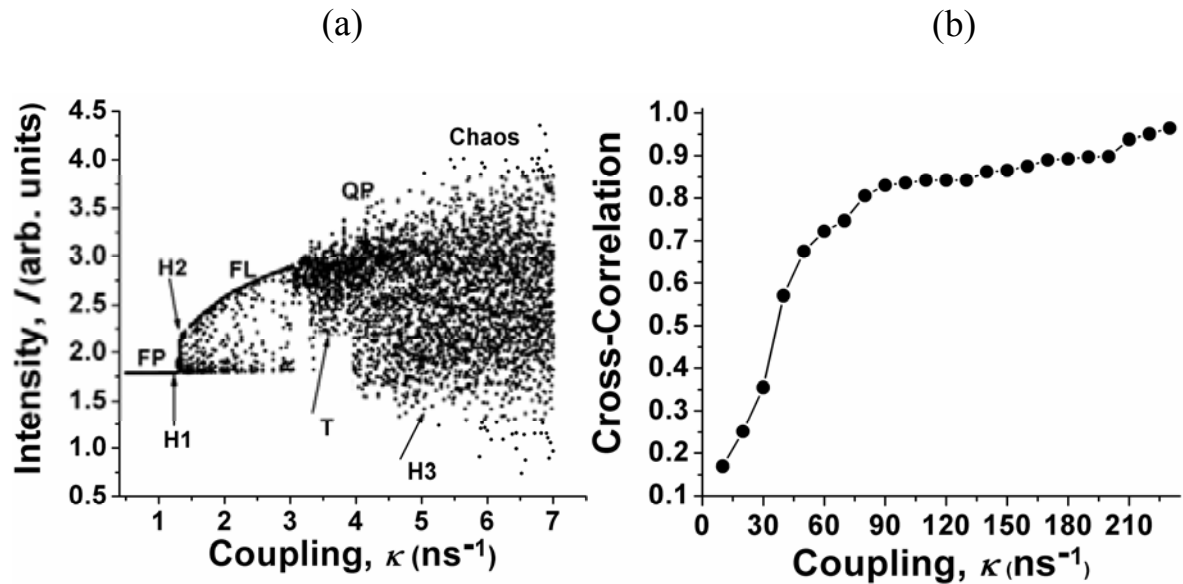 (a)
(b)
Intensity, I (arb. units)
4.5
4.0
3.5
3.0
2.5
2.0
1.5
1.0
0.5
Chaos
QP
H2
FL
FP
H1
T
H3
1 2 3 4 5 6 7
Coupling, κ (ns⁻¹)
Cross-Correlation
1.0
0.9
0.8
0.7
0.6
0.5
0.4
0.3
0.2
0.1
0 30 60 90 120 150 180 210
Coupling, κ (ns⁻¹)